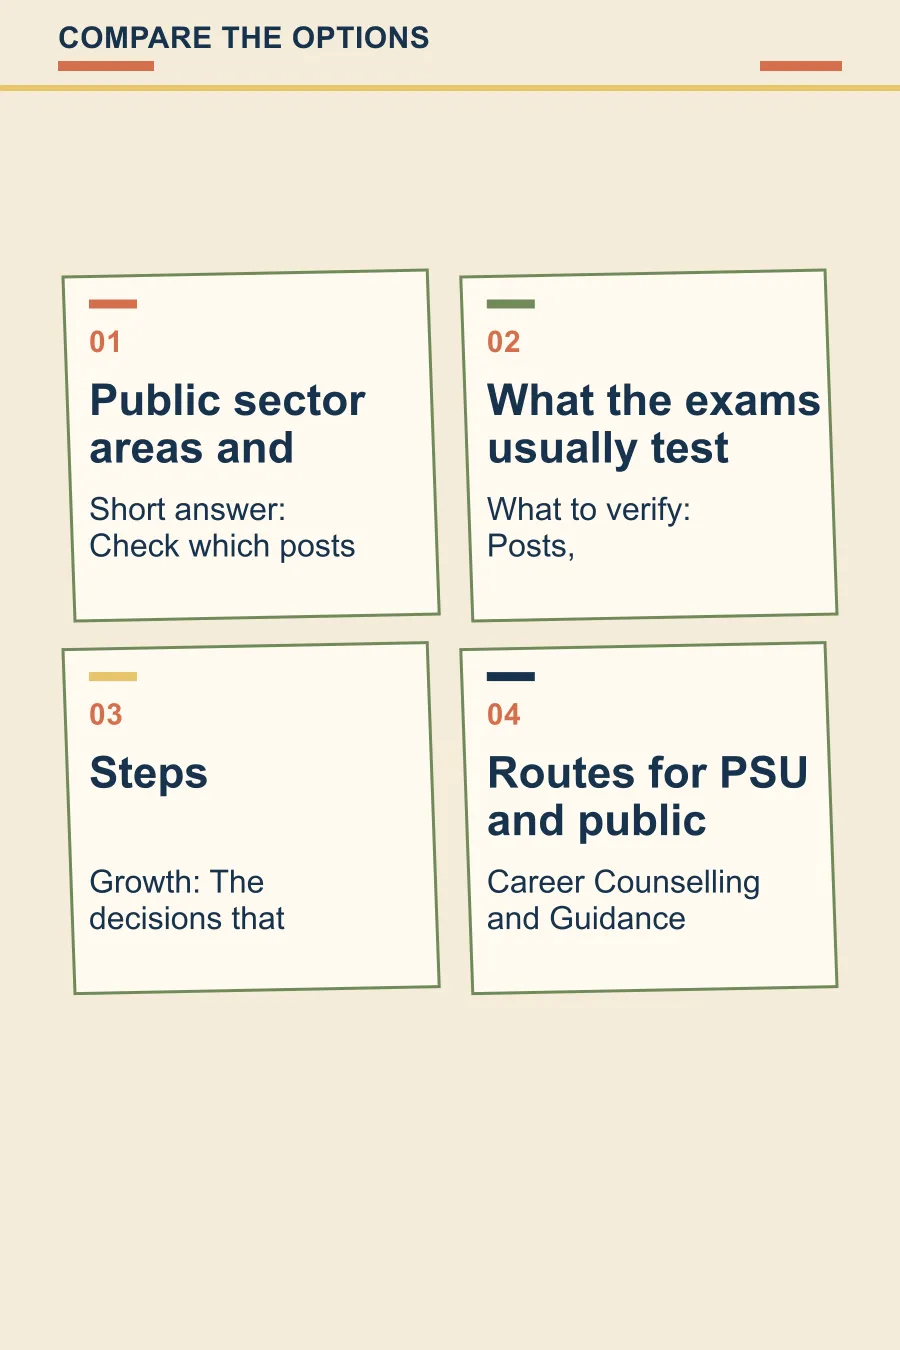 COMPARE THE OPTIONS
01
Public sector
areas and
Short answer:
Check which posts
02
What the exams
usually test
What to verify:
Posts,
03
Steps
Growth: The
decisions that
04
Routes for PSU
and public
Career Counselling
and Guidance